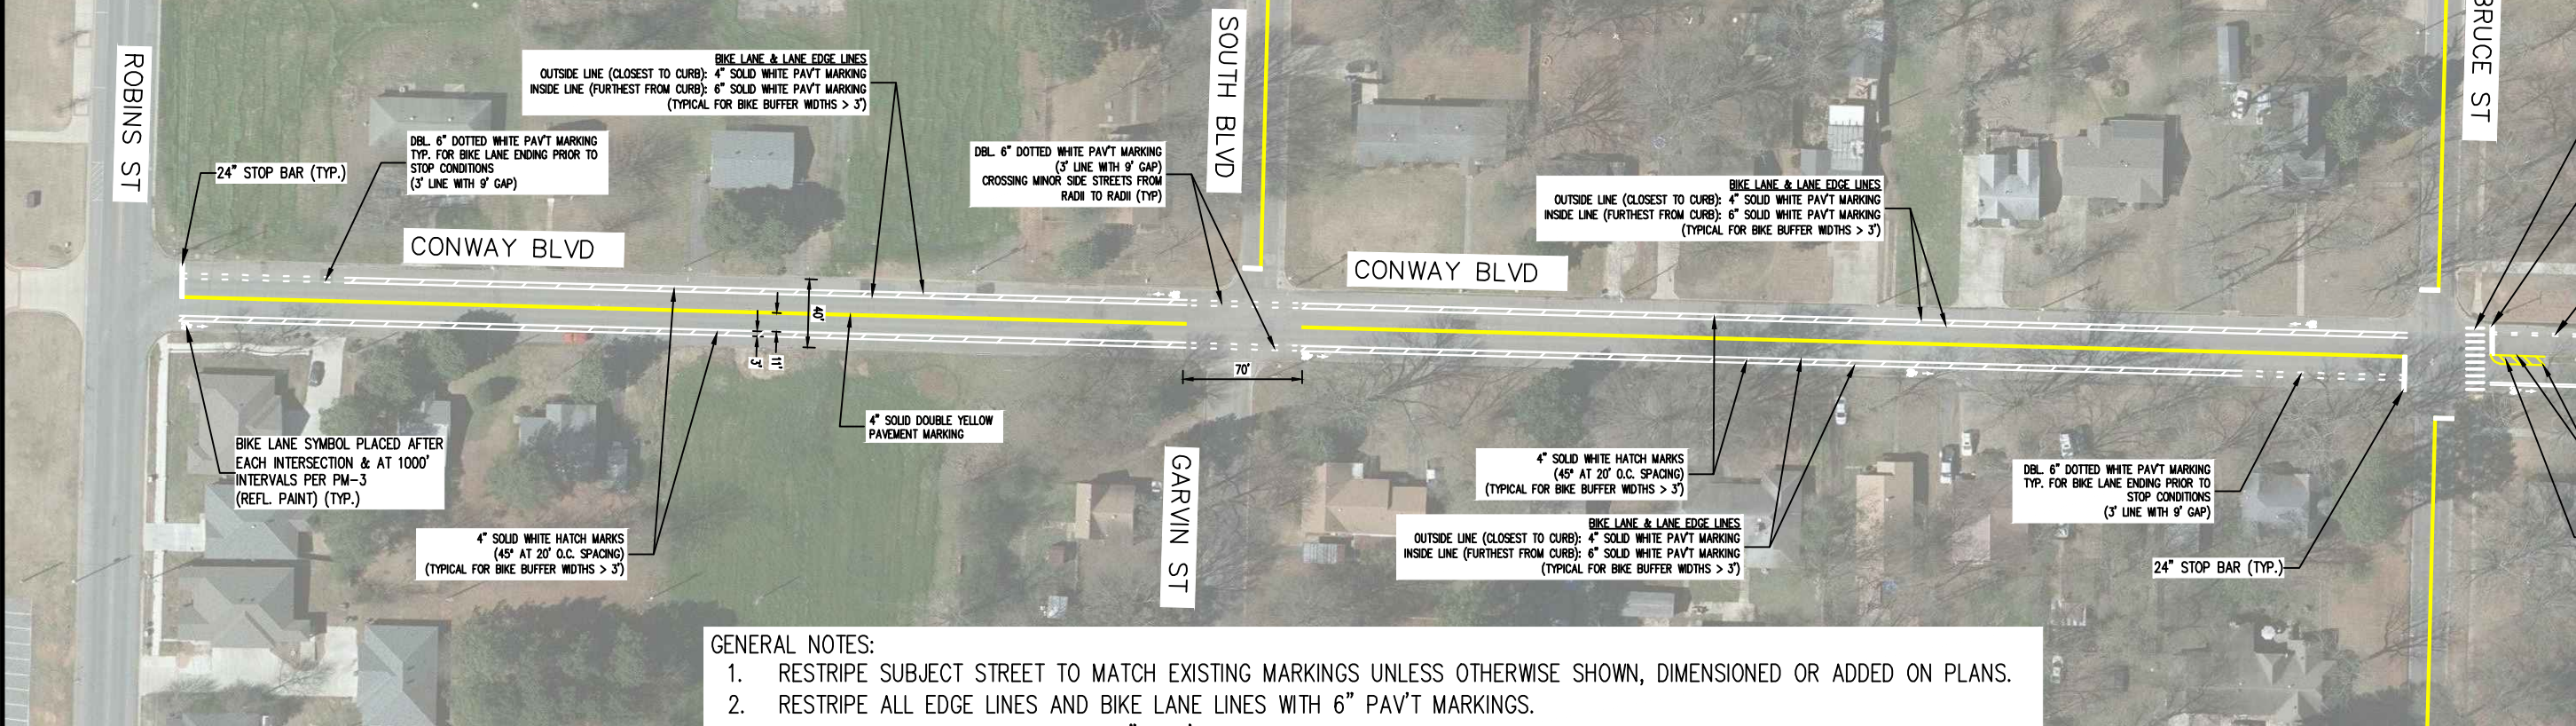 ROBINS ST
SOUTH BLVD
BRUCE ST
BIKE LANE & LANE EDGE LINES
OUTSIDE LINE (CLOSEST TO CURB): 4" SOLID WHITE PAV'T MARKING
INSIDE LINE (FURTHEST FROM CURB): 6" SOLID WHITE PAV'T MARKING
(TYPICAL FOR BIKE BUFFER WIDTHS > 3')
DBL. 6" DOTTED WHITE PAV'T MARKING
TYP. FOR BIKE LANE ENDING PRIOR TO
STOP CONDITIONS
(3' LINE WITH 9' GAP)
24" STOP BAR (TYP.)
DBL. 6" DOTTED WHITE PAV'T MARKING
(3' LINE WITH 9' GAP)
CROSSING MINOR SIDE STREETS FROM
RADII TO RADII (TYP)
BIKE LANE & LANE EDGE LINES
OUTSIDE LINE (CLOSEST TO CURB): 4" SOLID WHITE PAV'T MARKING
INSIDE LINE (FURTHEST FROM CURB): 6" SOLID WHITE PAV'T MARKING
(TYPICAL FOR BIKE BUFFER WIDTHS > 3')
CONWAY BLVD
CONWAY BLVD
40'
3'
11'
70'
4" SOLID DOUBLE YELLOW
PAVEMENT MARKING
BIKE LANE SYMBOL PLACED AFTER
EACH INTERSECTION & AT 1000'
INTERVALS PER PM-3
(REFL. PAINT) (TYP.)
GARVIN ST
4" SOLID WHITE HATCH MARKS
(45° AT 20' O.C. SPACING)
(TYPICAL FOR BIKE BUFFER WIDTHS > 3')
4" SOLID WHITE HATCH MARKS
(45° AT 20' O.C. SPACING)
(TYPICAL FOR BIKE BUFFER WIDTHS > 3')
BIKE LANE & LANE EDGE LINES
OUTSIDE LINE (CLOSEST TO CURB): 4" SOLID WHITE PAV'T MARKING
INSIDE LINE (FURTHEST FROM CURB): 6" SOLID WHITE PAV'T MARKING
(TYPICAL FOR BIKE BUFFER WIDTHS > 3')
DBL. 6" DOTTED WHITE PAV'T MARKING
TYP. FOR BIKE LANE ENDING PRIOR TO
STOP CONDITIONS
(3' LINE WITH 9' GAP)
24" STOP BAR (TYP.)
GENERAL NOTES:
1. RESTRIPE SUBJECT STREET TO MATCH EXISTING MARKINGS UNLESS OTHERWISE SHOWN, DIMENSIONED OR ADDED ON PLANS.
2. RESTRIPE ALL EDGE LINES AND BIKE LANE LINES WITH 6" PAV'T MARKINGS.